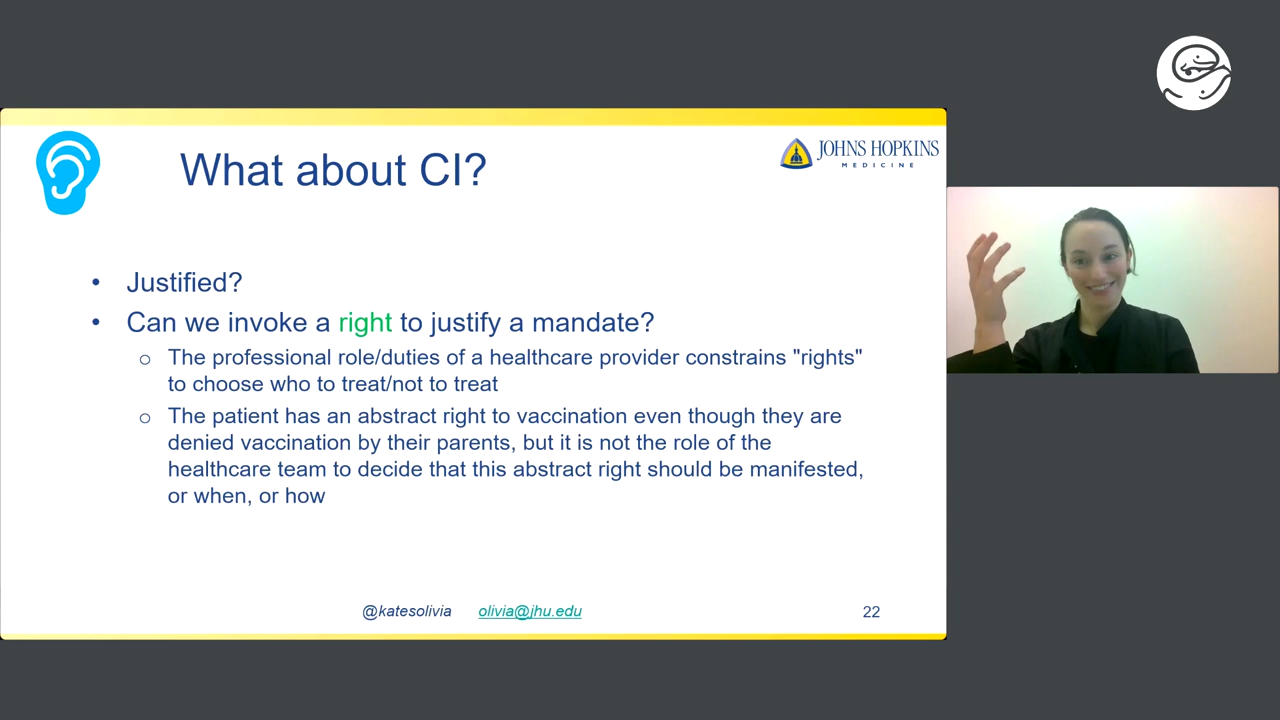 What about CI?
JOHNS HOPKINS
MEDICINE
• Justified?
• Can we invoke a right to justify a mandate?
o The professional role/duties of a healthcare provider constrains "rights"
to choose who to treat/not to treat
o The patient has an abstract right to vaccination even though they are
denied vaccination by their parents, but it is not the role of the
healthcare team to decide that this abstract right should be manifested,
or when, or how
@katesolivia olivia@jhu.edu 22